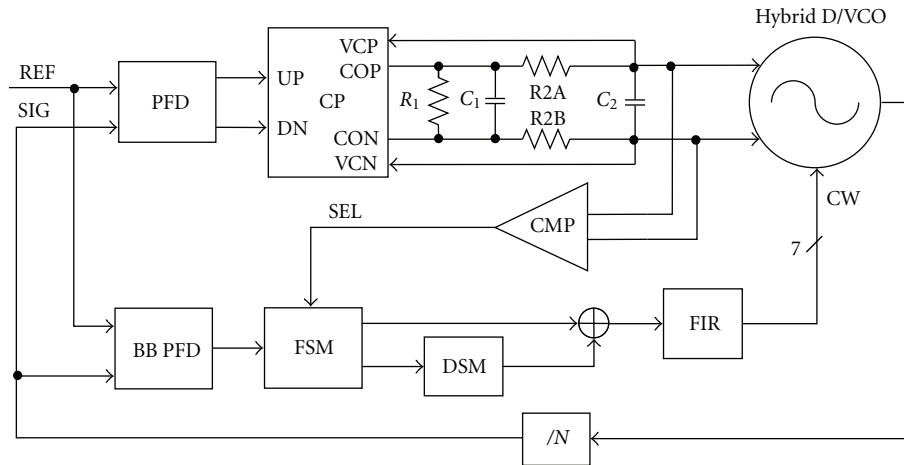 Hybrid D/VCO
REF
SIG
PFD
UP
DN
CP
VCP
COP
CON
VCN
R1
C1
R2A
R2B
C2
CW
7
SEL
CMP
BB PFD
FSM
DSM
FIR
/N